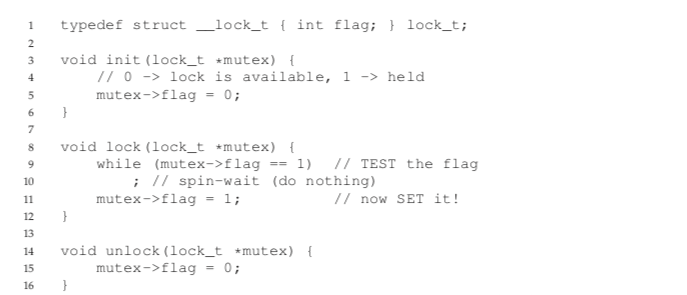 1 typedef struct __lock_t { int flag; } lock_t;
2
3 void init(lock_t *mutex) {
4 // 0 -> lock is available, 1 -> held
5 mutex->flag = 0;
6 }
7
8 void lock(lock_t *mutex) {
9 while (mutex->flag == 1) // TEST the flag
10 ; // spin-wait (do nothing)
11 mutex->flag = 1; // now SET it!
12 }
13
14 void unlock(lock_t *mutex) {
15 mutex->flag = 0;
16 }